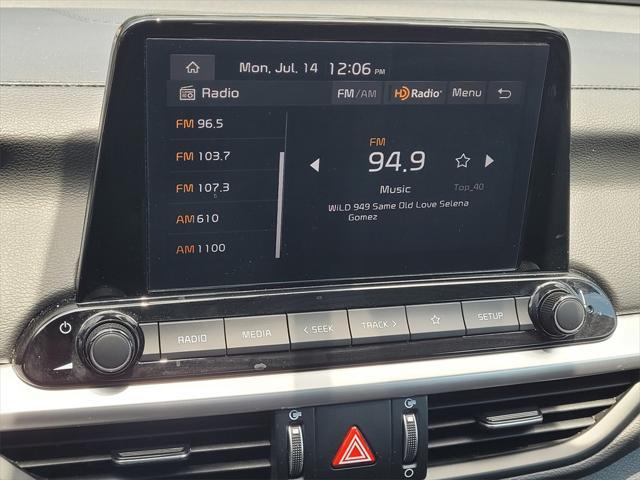 Mon, Jul. 14 12:06 PM
Radio FM/AM HD Radio Menu
FM 96.5
FM 103.7
FM 107.3
AM 610
AM 1100
FM
94.9
Music Top_40
WiLD 949 Same Old Love Selena
Gomez
RADIO MEDIA < SEEK TRACK > SETUP